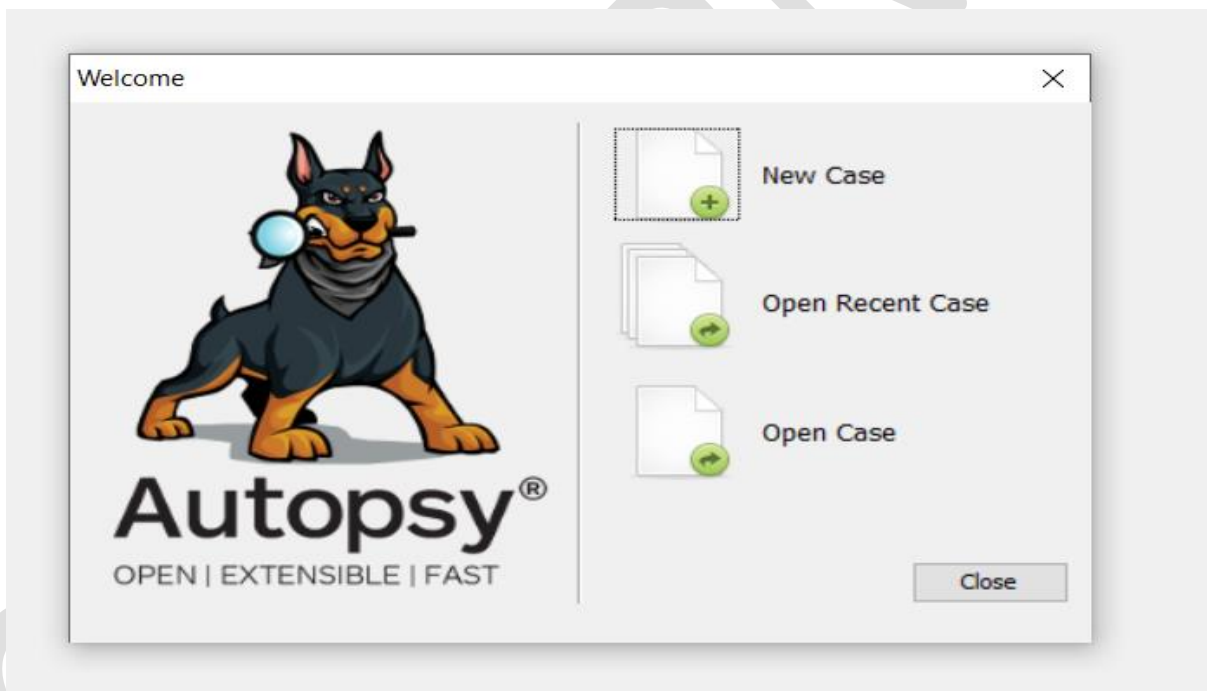 Welcome
New Case
Open Recent Case
Open Case
Autopsy®
OPEN | EXTENSIBLE | FAST
Close